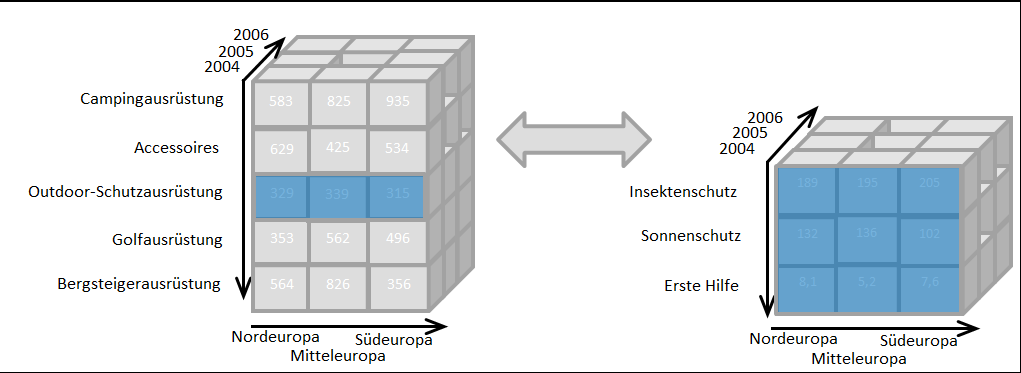 2006
2005
2004
Campingausrüstung 583 825 935
Accessoires 629 425 534
Outdoor-Schutzausrüstung 329 339 315
Golfausrüstung 353 562 496
Bergsteigerausrüstung 564 826 356
Nordeuropa Südeuropa
Mitteleuropa
2006
2005
2004
Insektenschutz 189 195 205
Sonnenschutz 132 136 102
Erste Hilfe 8,1 5,2 7,6
Nordeuropa Südeuropa
Mitteleuropa